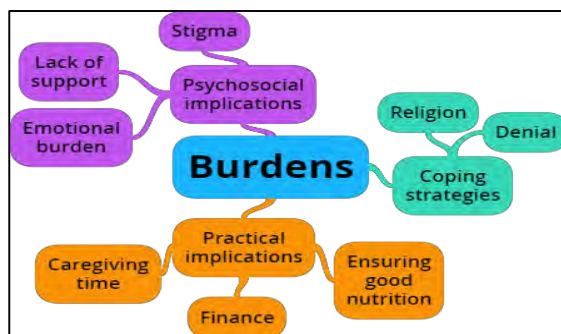 Stigma
Lack of
support
Psychosocial
implications
Emotional
burden
Religion
Denial
Burdens
Coping
strategies
Practical
implications
Caregiving
time
Ensuring
good
nutrition
Finance